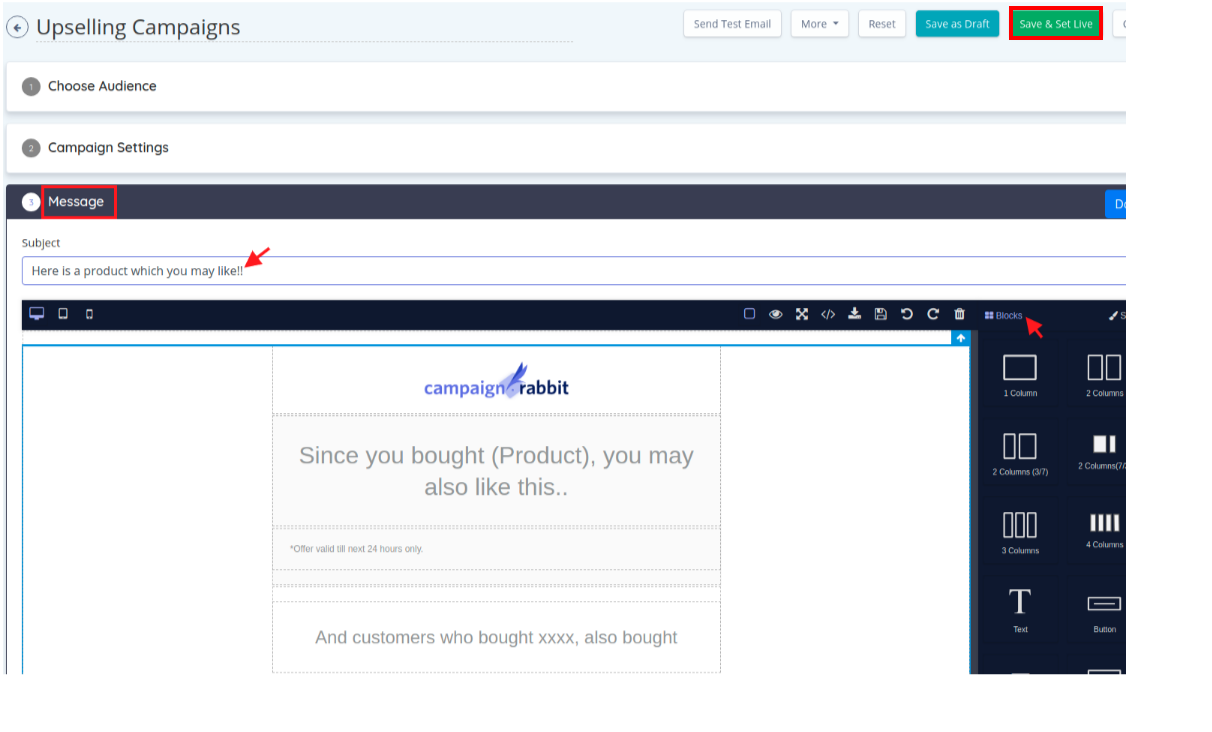 Upselling Campaigns
Send Test Email More Reset Save as Draft Save & Set Live
1 Choose Audience
2 Campaign Settings
3 Message
Subject
Here is a product which you may like!!
</> Blocks
campaign rabbit
Since you bought (Product), you may
also like this..
*Offer valid till next 24 hours only.
And customers who bought xxxx, also bought
1 Column 2 Columns
2 Columns (3/7) 2 Columns(7/
3 Columns 4 Columns
T
Text Button